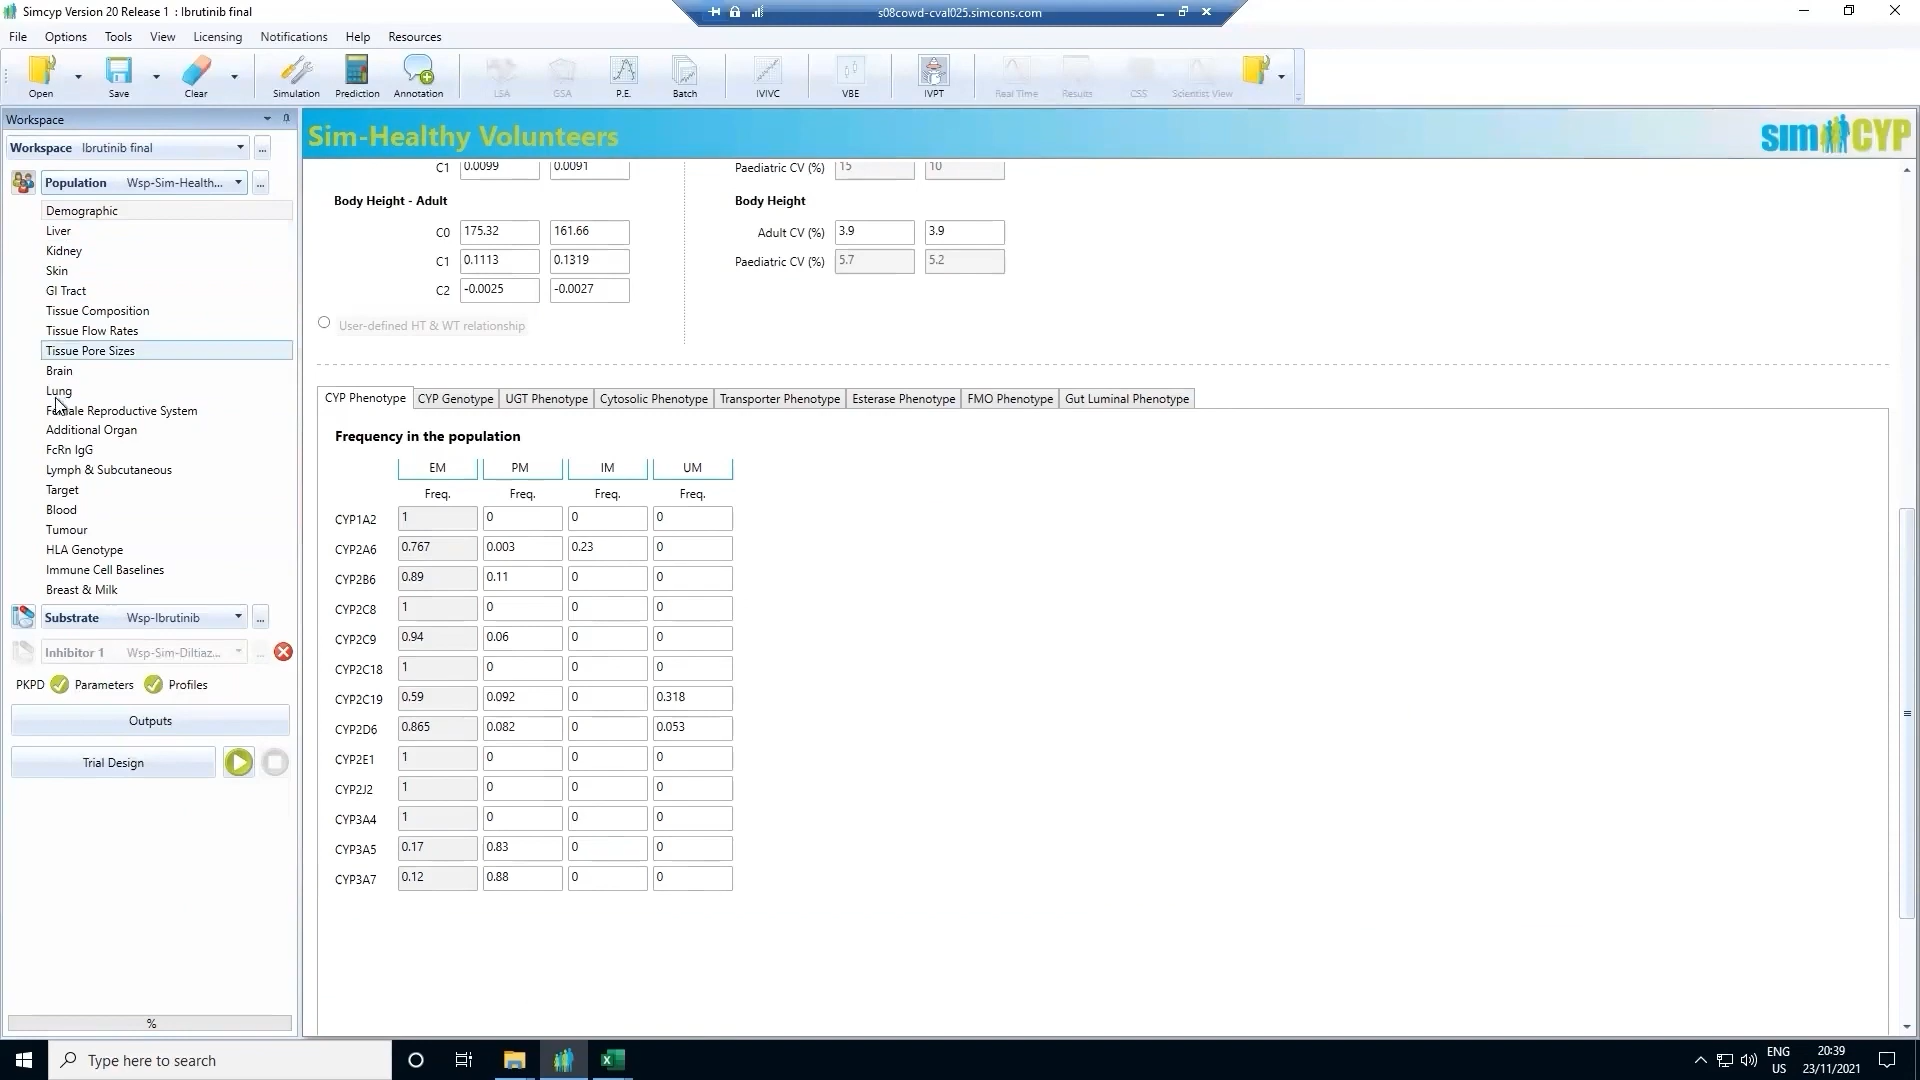 Simcyp Version 20 Release 1 : Ibrutinib final
s08cowd-cval025.simcons.com
File Options Tools View Licensing Notifications Help Resources
Open Save Clear Simulation Prediction Annotation LSA GSA P.E. Batch IVIVC VBE IVPT Real Time Results CSS Scientist View
Workspace
Workspace Ibrutinib final ...
Population Wsp-Sim-Health... ...
Demographic
Liver
Kidney
Skin
GI Tract
Tissue Composition
Tissue Flow Rates
Tissue Pore Sizes
Brain
Lung
Female Reproductive System
Additional Organ
FcRn IgG
Lymph & Subcutaneous
Target
Blood
Tumour
HLA Genotype
Immune Cell Baselines
Breast & Milk
Substrate Wsp-Ibrutinib ...
Inhibitor 1 Wsp-Sim-Diltiaz... ...
PKPD Parameters Profiles
Outputs
Trial Design
%
Sim-Healthy Volunteers
simCYP
C1 0.0099 0.0091 Paediatric CV (%) 15 10
Body Height - Adult Body Height
C0 175.32 161.66 Adult CV (%) 3.9 3.9
C1 0.1113 0.1319 Paediatric CV (%) 5.7 5.2
C2 -0.0025 -0.0027
User-defined HT & WT relationship
CYP Phenotype CYP Genotype UGT Phenotype Cytosolic Phenotype Transporter Phenotype Esterase Phenotype FMO Phenotype Gut Luminal Phenotype
Frequency in the population
EM PM IM UM
Freq. Freq. Freq. Freq.
CYP1A2 1 0 0 0
CYP2A6 0.767 0.003 0.23 0
CYP2B6 0.89 0.11 0 0
CYP2C8 1 0 0 0
CYP2C9 0.94 0.06 0 0
CYP2C18 1 0 0 0
CYP2C19 0.59 0.092 0 0.318
CYP2D6 0.865 0.082 0 0.053
CYP2E1 1 0 0 0
CYP2J2 1 0 0 0
CYP3A4 1 0 0 0
CYP3A5 0.17 0.83 0 0
CYP3A7 0.12 0.88 0 0
Type here to search
ENG
US
20:39
23/11/2021